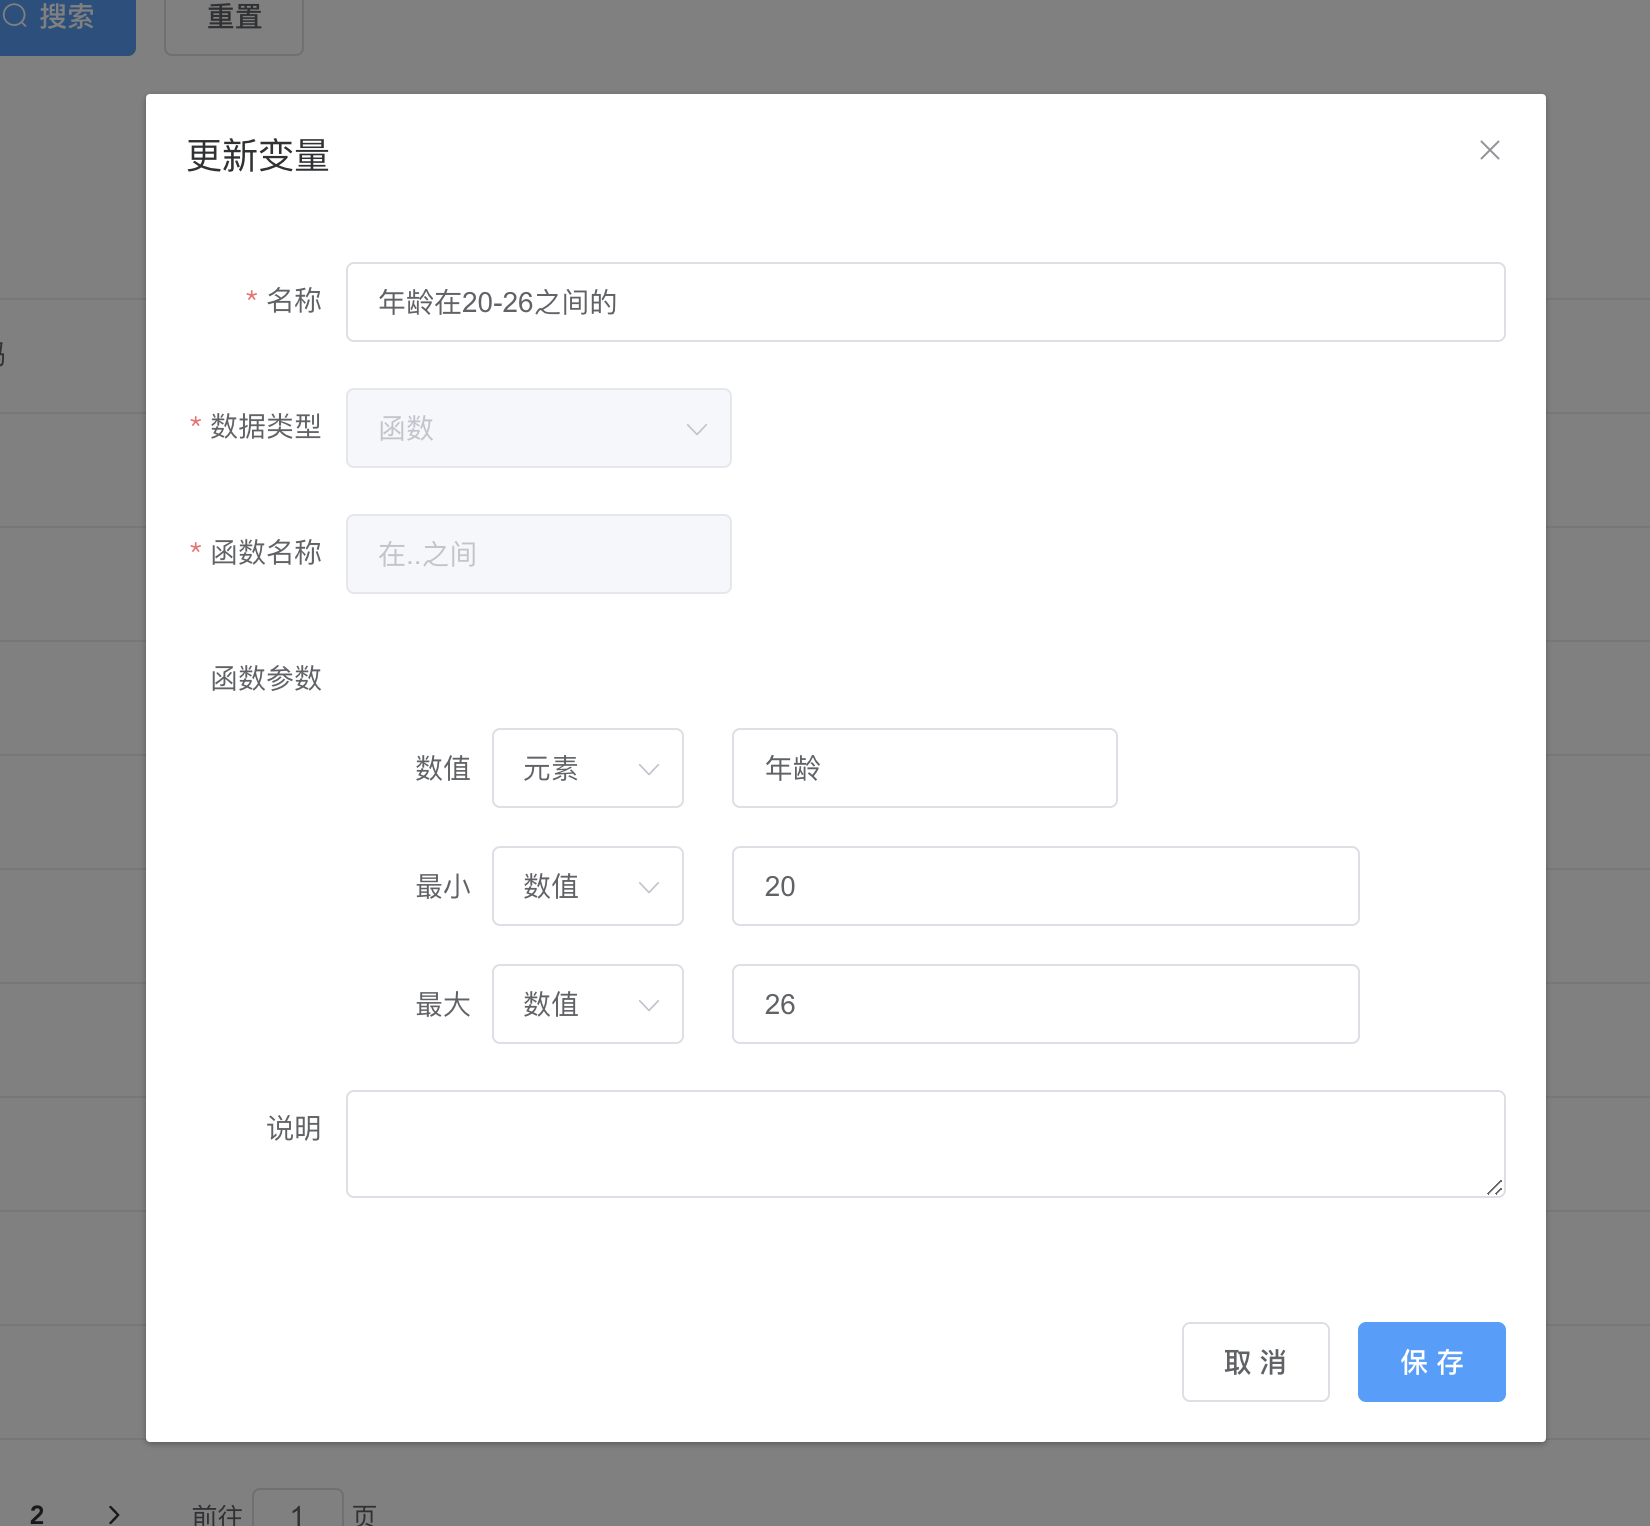 搜索 重置
更新变量
* 名称 年龄在20-26之间的
* 数据类型 函数
* 函数名称 在..之间
函数参数
数值 元素 年龄
最小 数值 20
最大 数值 26
说明
取消 保存
2 前往 1 页